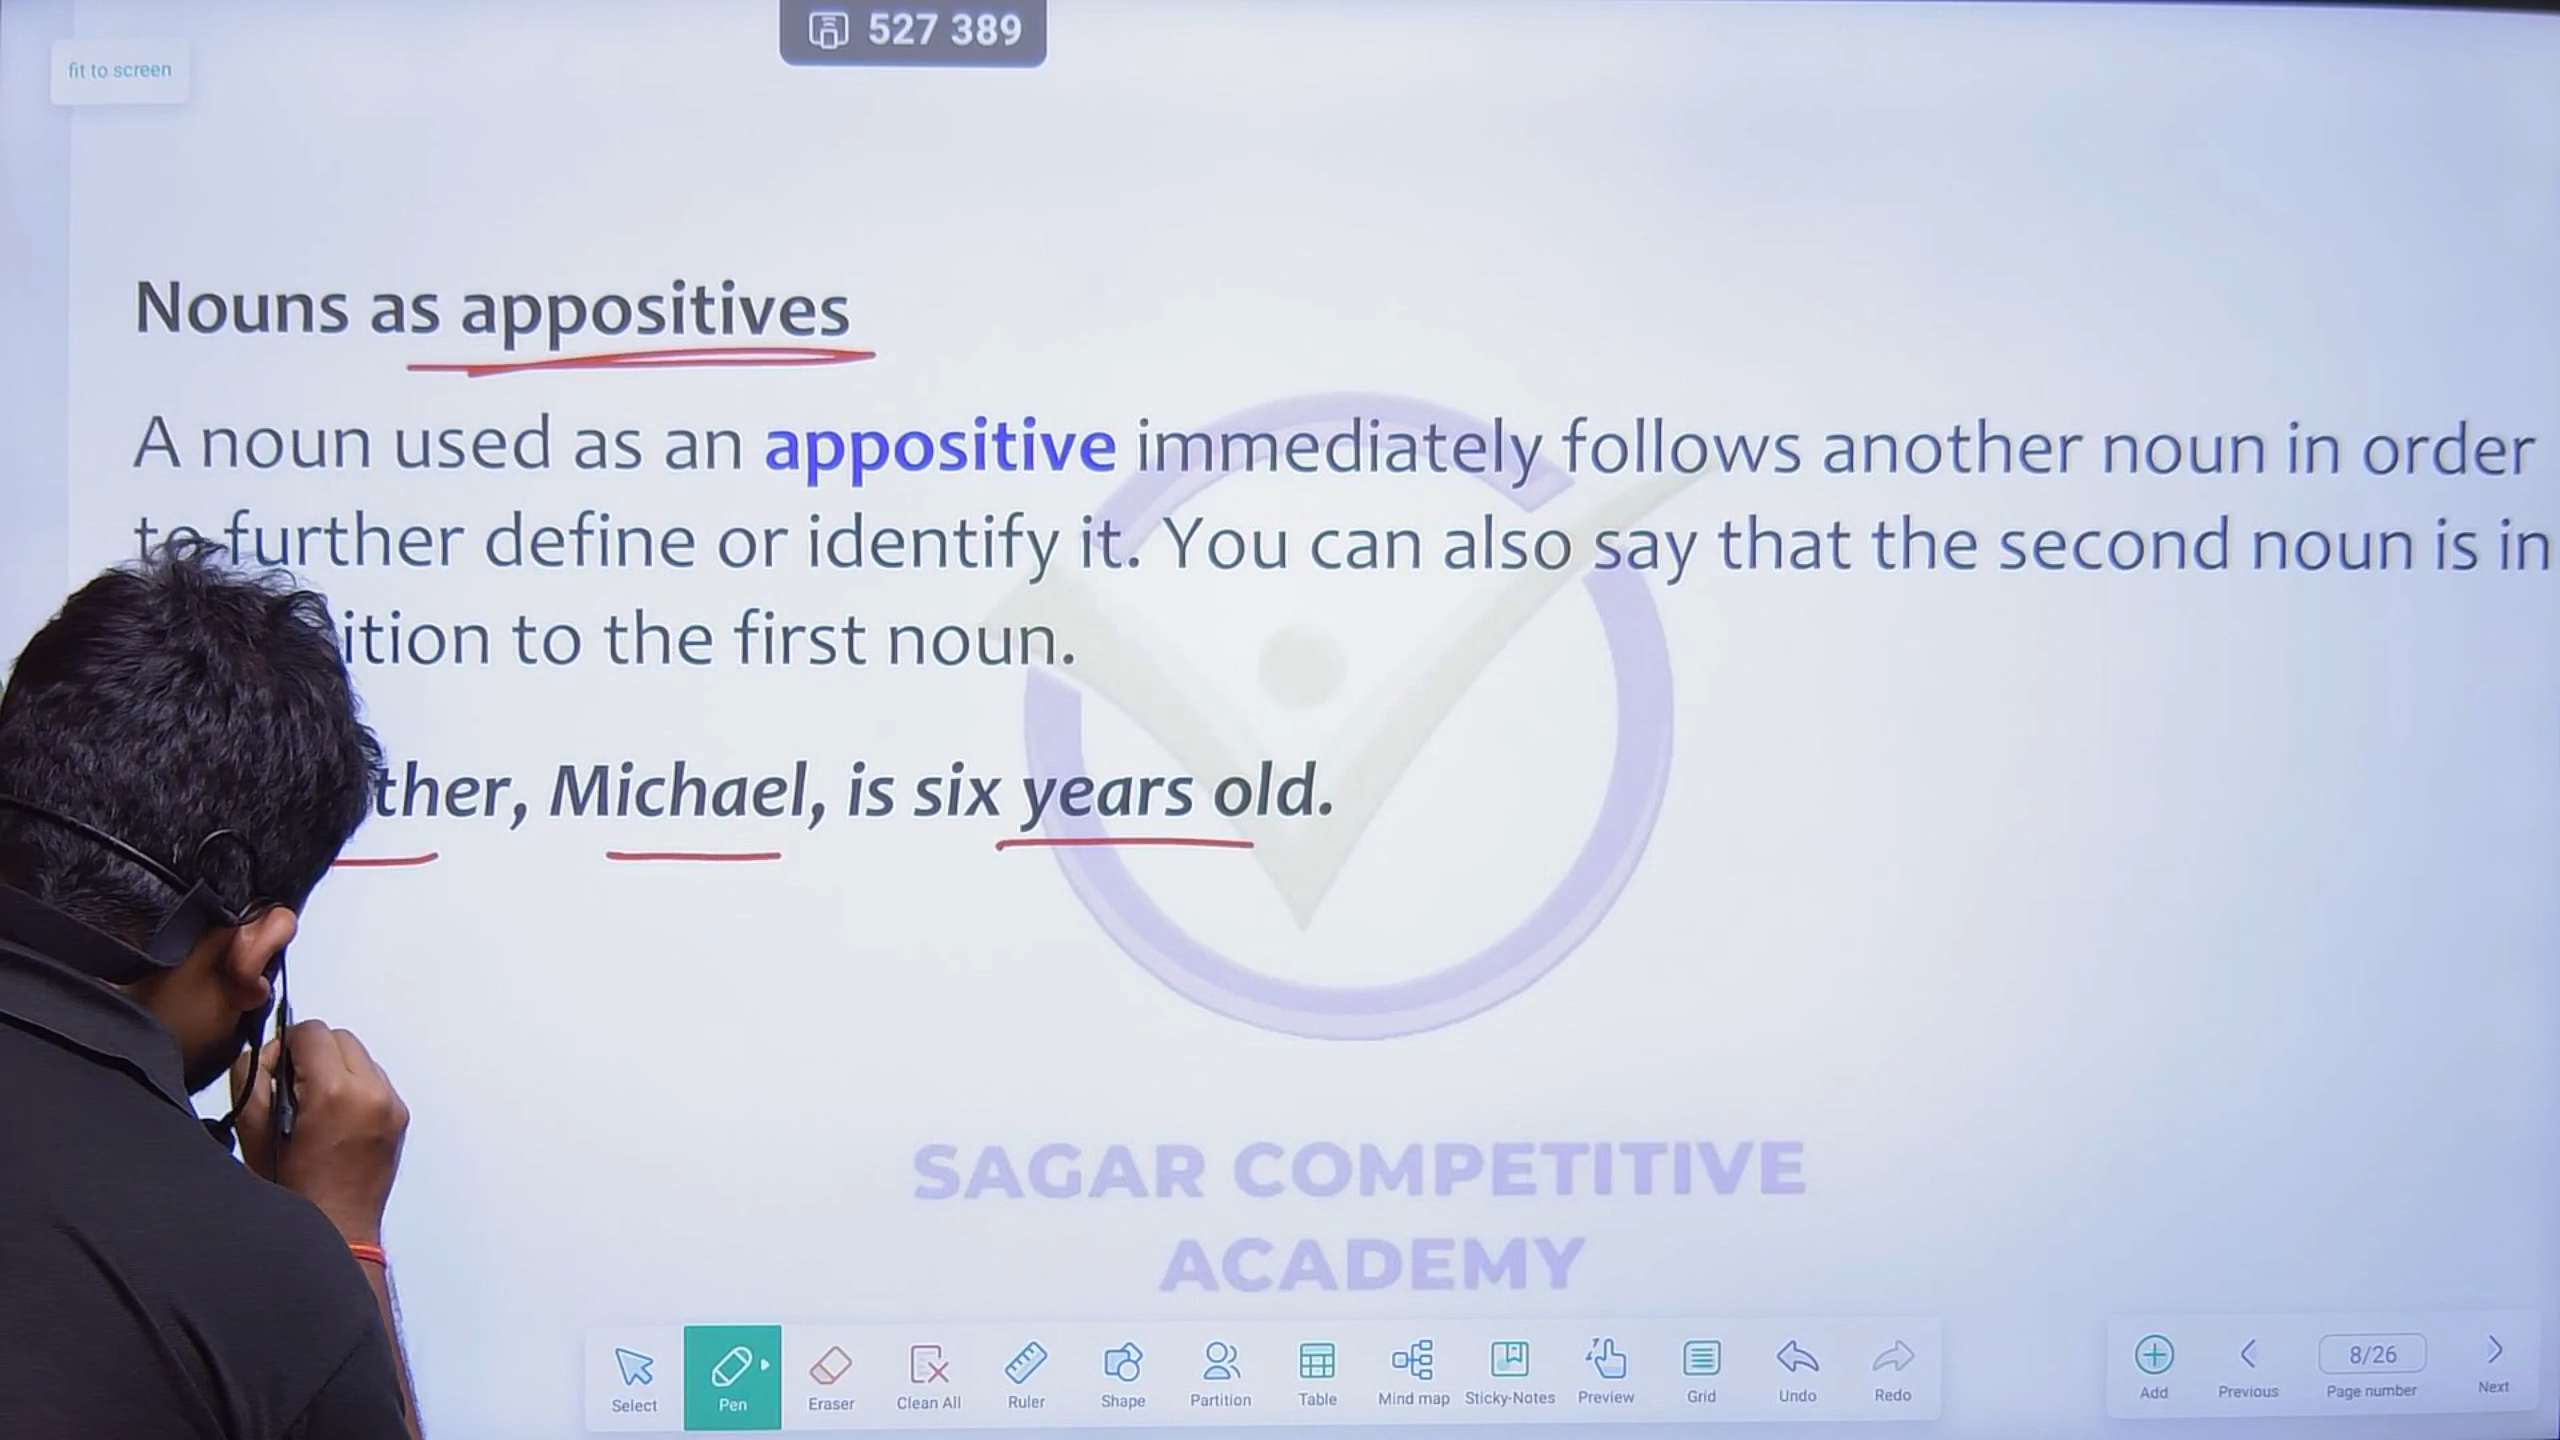 527 389
fit to screen
Nouns as appositives
A noun used as an appositive immediately follows another noun in order
to further define or identify it. You can also say that the second noun is in
ition to the first noun.
ther, Michael, is six years old.
SAGAR COMPETITIVE
ACADEMY
Select Pen Eraser Clean All Ruler Shape Partition Table Mind map Sticky-Notes Preview Grid Undo Redo Add Previous 8/26 Page number Next